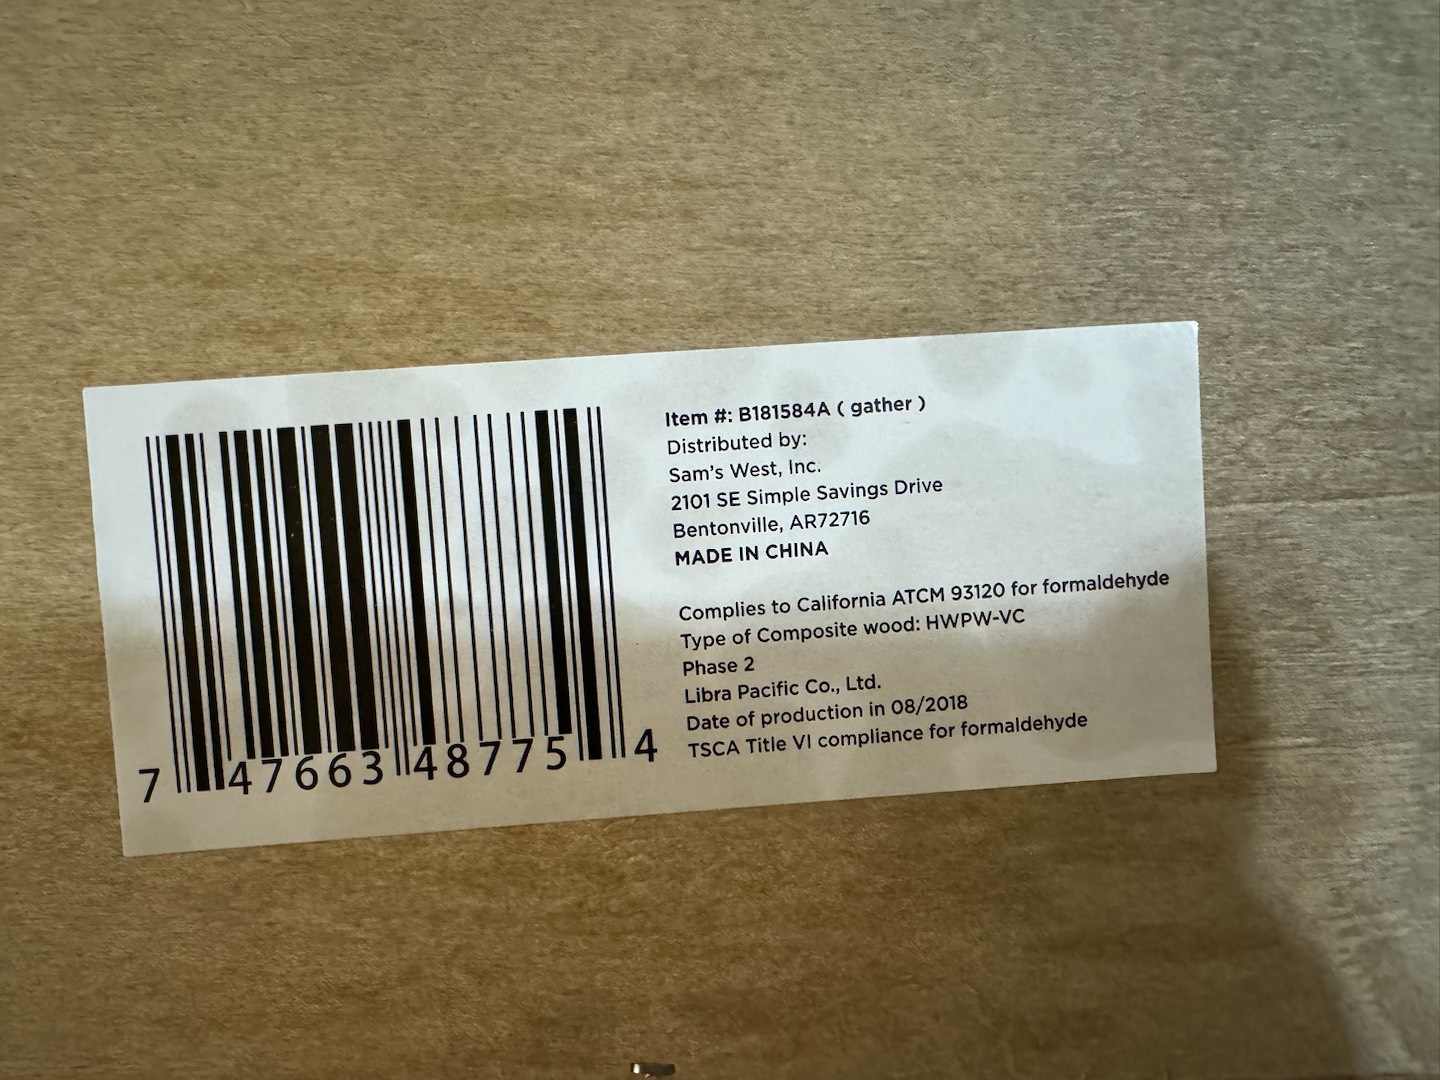 Item #: B181584A ( gather )
Distributed by:
Sam's West, Inc.
2101 SE Simple Savings Drive
Bentonville, AR72716
MADE IN CHINA
Complies to California ATCM 93120 for formaldehyde
Type of Composite wood: HWPW-VC
Phase 2
Libra Pacific Co., Ltd.
Date of production in 08/2018
TSCA Title VI compliance for formaldehyde
7 47663 48775 4